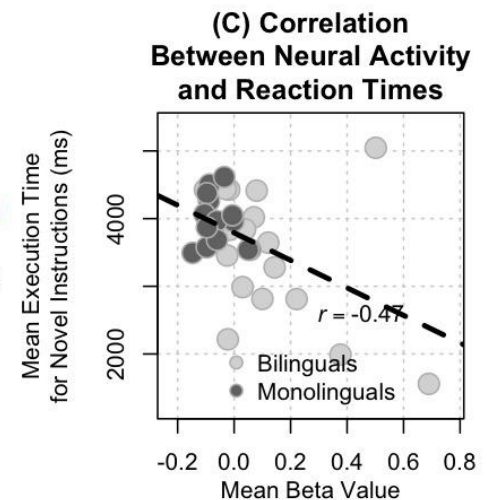 (C) Correlation
Between Neural Activity
and Reaction Times
Mean Execution Time
for Novel Instructions (ms)
4000
2000
r = -0.47
Bilinguals
Monolinguals
-0.2 0.0 0.2 0.4 0.6 0.8
Mean Beta Value